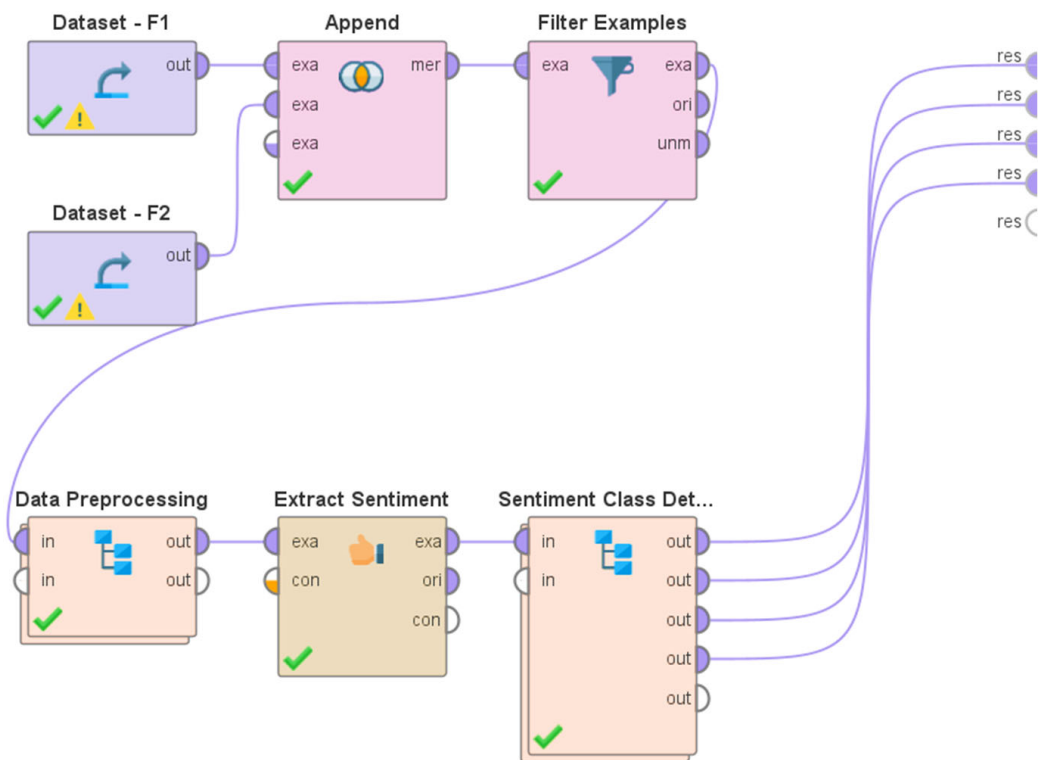 Dataset - F1
Append
Filter Examples
out
exa
mer
exa
exa
res
exa
ori
res
exa
unm
res
res
Dataset - F2
res
out
Data Preprocessing
Extract Sentiment
Sentiment Class Det...
in
out
exa
exa
in
out
in
out
con
ori
in
out
con
out
out
out